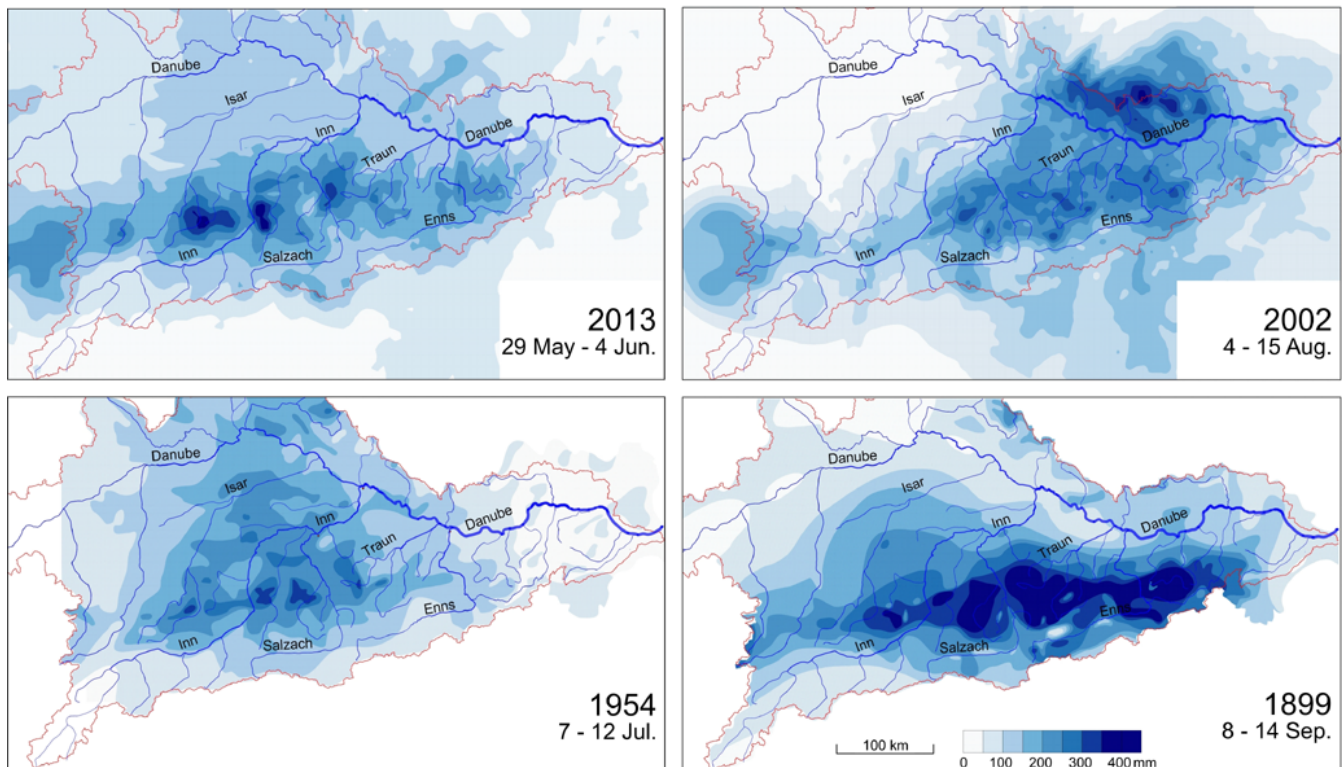 Danube
Isar
Inn
Danube
Traun
Enns
Inn
Salzach
2013
29 May - 4 Jun.
Danube
Isar
Inn
Danube
Traun
Enns
Inn
Salzach
2002
4 - 15 Aug.
Danube
Isar
Inn
Danube
Traun
Enns
Inn
Salzach
1954
7 - 12 Jul.
Danube
Isar
Inn
Danube
Traun
Enns
Inn
Salzach
1899
8 - 14 Sep.
100 km
0 100 200 300 400 mm